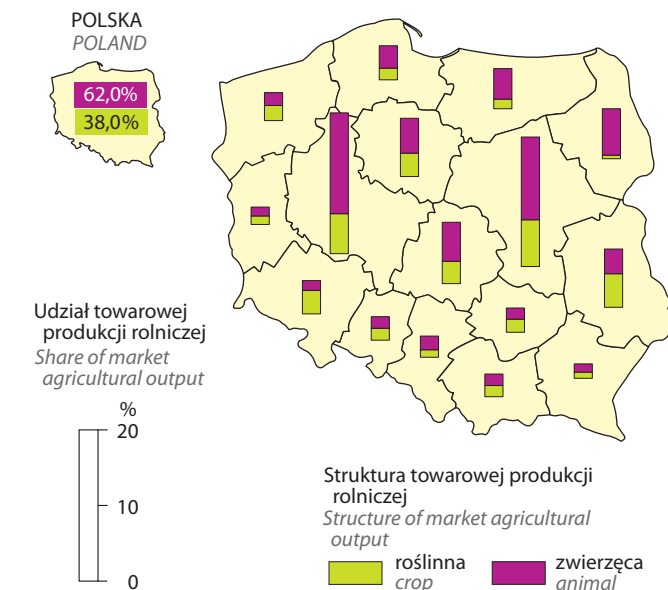 POLSKA
POLAND
62,0%
38,0%
Udział towarowej
produkcji rolniczej
Share of market
agricultural output
%
20
10
0
Struktura towarowej produkcji
rolniczej
Structure of market agricultural
output
roślinna
crop
zwierzęca
animal